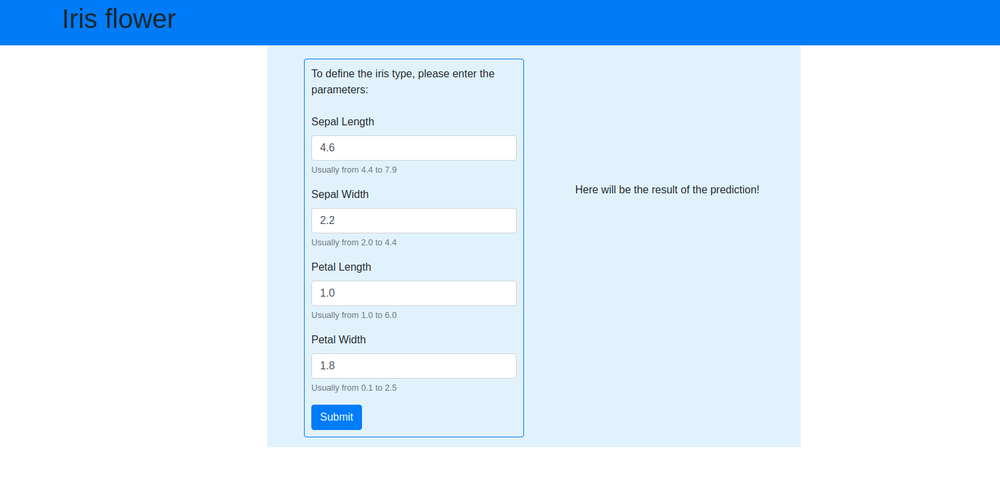 Iris flower
To define the iris type, please enter the
parameters:
Sepal Length
4.6
Usually from 4.4 to 7.9
Sepal Width
2.2
Usually from 2.0 to 4.4
Petal Length
1.0
Usually from 1.0 to 6.0
Petal Width
1.8
Usually from 0.1 to 2.5
Submit
Here will be the result of the prediction!